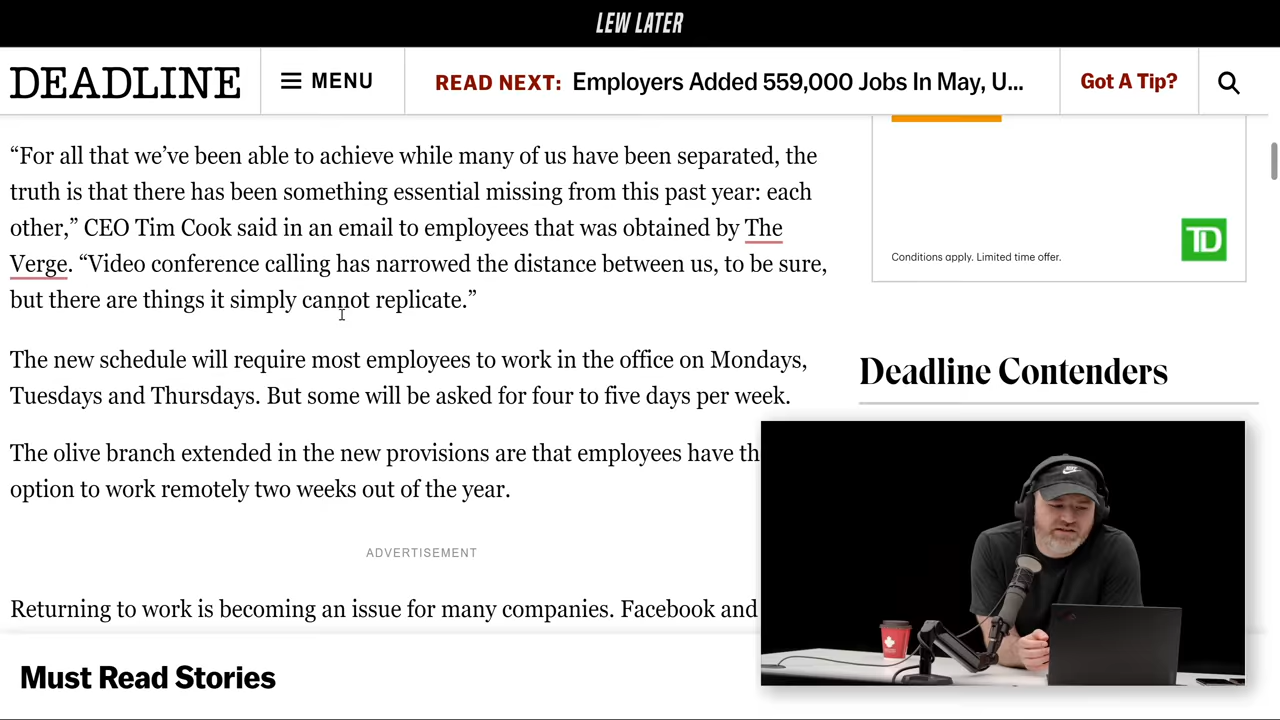 LEW LATER
DEADLINE
MENU
READ NEXT: Employers Added 559,000 Jobs In May, U...
Got A Tip?
“For all that we’ve been able to achieve while many of us have been separated, the
truth is that there has been something essential missing from this past year: each
other,” CEO Tim Cook said in an email to employees that was obtained by The
Verge. “Video conference calling has narrowed the distance between us, to be sure,
but there are things it simply cannot replicate.”
The new schedule will require most employees to work in the office on Mondays,
Tuesdays and Thursdays. But some will be asked for four to five days per week.
The olive branch extended in the new provisions are that employees have th
option to work remotely two weeks out of the year.
ADVERTISEMENT
Returning to work is becoming an issue for many companies. Facebook and
Must Read Stories
TD
Conditions apply. Limited time offer.
Deadline Contenders